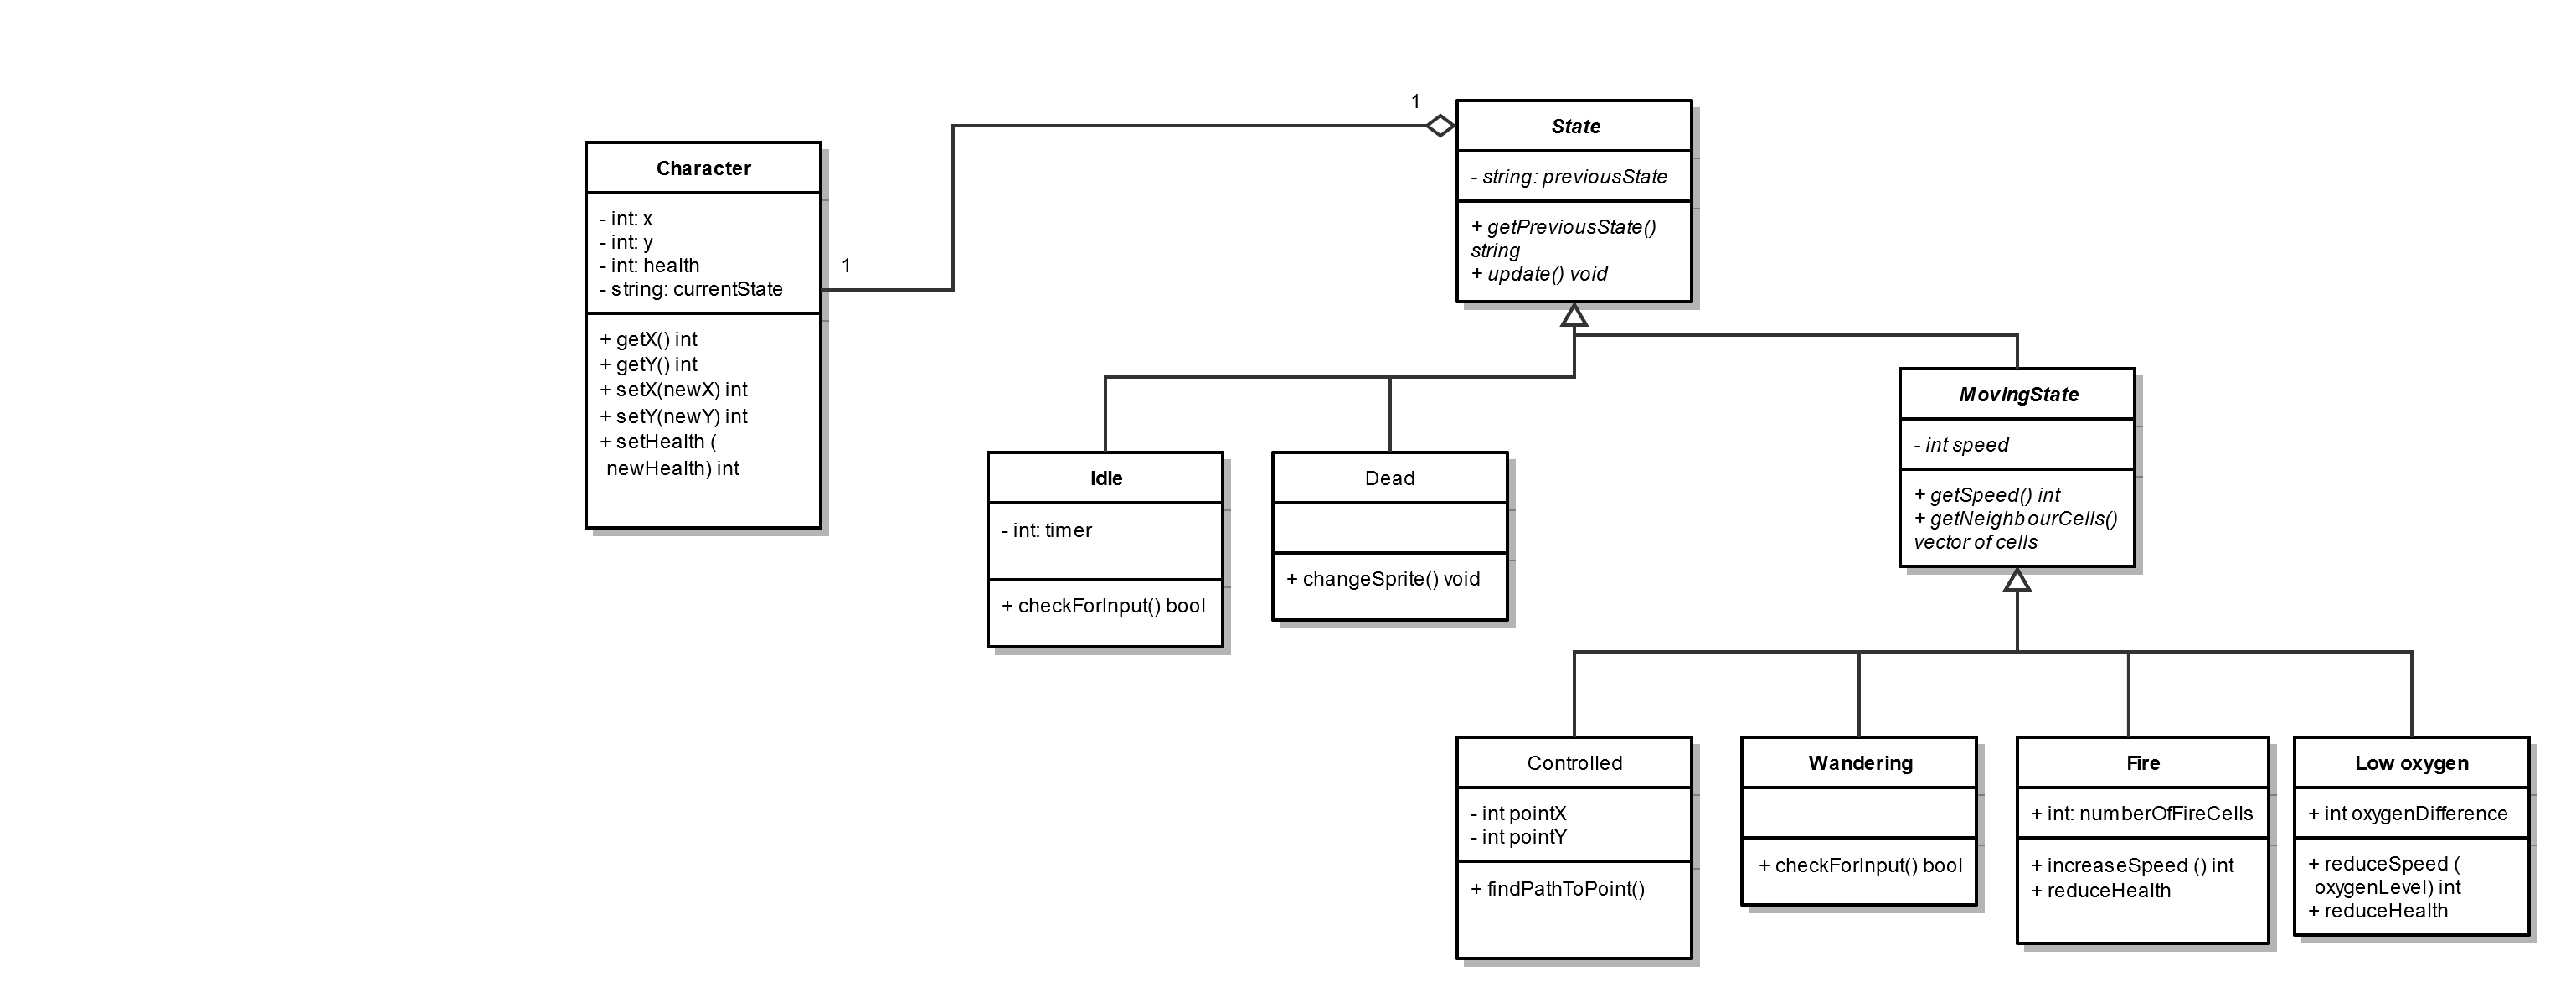 1
State
- string: previousState
+ getPreviousState()
string
+ update() void
Character
- int: x
- int: y
- int: health
- string: currentState
1
+ getX() int
+ getY() int
+ setX(newX) int
+ setY(newY) int
+ setHealth (
newHealth) int
MovingState
- int speed
+ getSpeed() int
+ getNeighbourCells()
vector of cells
Idle
- int: timer
+ checkForInput() bool
Dead
+ changeSprite() void
Controlled
- int pointX
- int pointY
+ findPathToPoint()
Wandering
+ checkForInput() bool
Fire
+ int: numberOfFireCells
+ increaseSpeed () int
+ reduceHealth
Low oxygen
+ int oxygenDifference
+ reduceSpeed (
oxygenLevel) int
+ reduceHealth